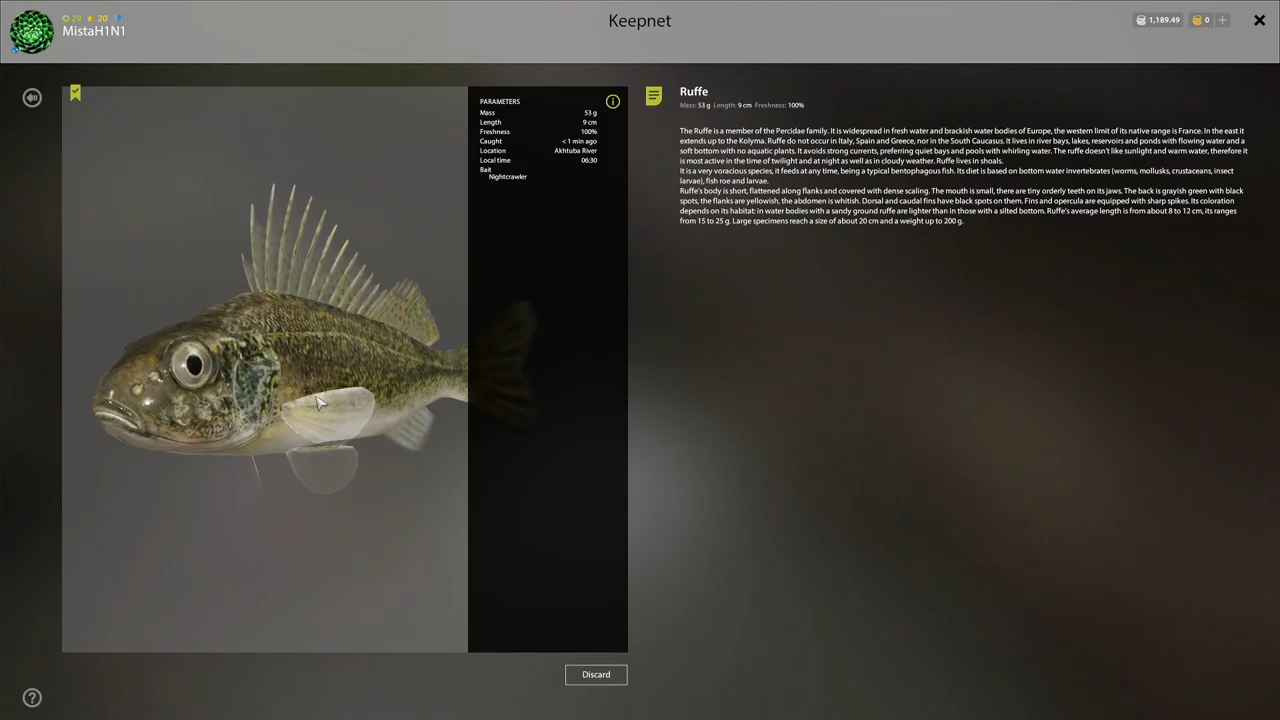 29 20
MistaH1N1
Keepnet
1,189.49 0
PARAMETERS
Mass 53 g
Length 9 cm
Freshness 100%
Caught < 1 min ago
Location Akhtuba River
Local time 06:30
Bait
Nightcrawler
Ruffe
Mass: 53 g Length: 9 cm Freshness: 100%
The Ruffe is a member of the Percidae family. It is widespread in fresh water and brackish water bodies of Europe, the western limit of its native range is France. In the east it
extends up to the Kolyma. Ruffe do not occur in Italy, Spain and Greece, nor in the South Caucasus. It lives in river bays, lakes, reservoirs and ponds with flowing water and a
soft bottom with no aquatic plants. It avoids strong currents, preferring quiet bays and pools with whirling water. The ruffe doesn't like sunlight and warm water, therefore it
is most active in the time of twilight and at night as well as in cloudy weather. Ruffe lives in shoals.
It is a very voracious species, it feeds at any time, being a typical bentophagous fish. Its diet is based on bottom water invertebrates (worms, mollusks, crustaceans, insect
larvae), fish roe and larvae.
Ruffe's body is short, flattened along flanks and covered with dense scaling. The mouth is small, there are tiny orderly teeth on its jaws. The back is grayish green with black
spots, the flanks are yellowish, the abdomen is whitish. Dorsal and caudal fins have black spots on them. Fins and opercula are equipped with sharp spikes. Its coloration
depends on its habitat: in water bodies with a sandy ground ruffe are lighter than in those with a silted bottom. Ruffe's average length is from about 8 to 12 cm, its ranges
from 15 to 25 g. Large specimens reach a size of about 20 cm and a weight up to 200 g.
Discard